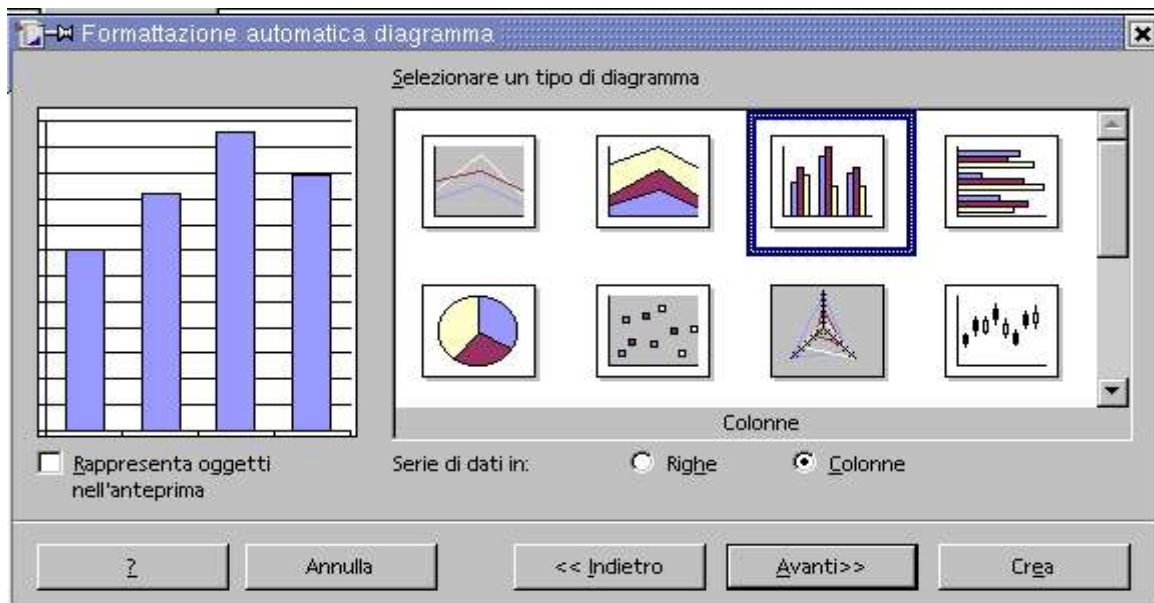 Formattazione automatica diagramma
Selezionare un tipo di diagramma
Colonne
Rappresenta oggetti
nell'anteprima
Serie di dati in:
Righe
Colonne
?
Annulla
<< Indietro
Avanti>>
Crea